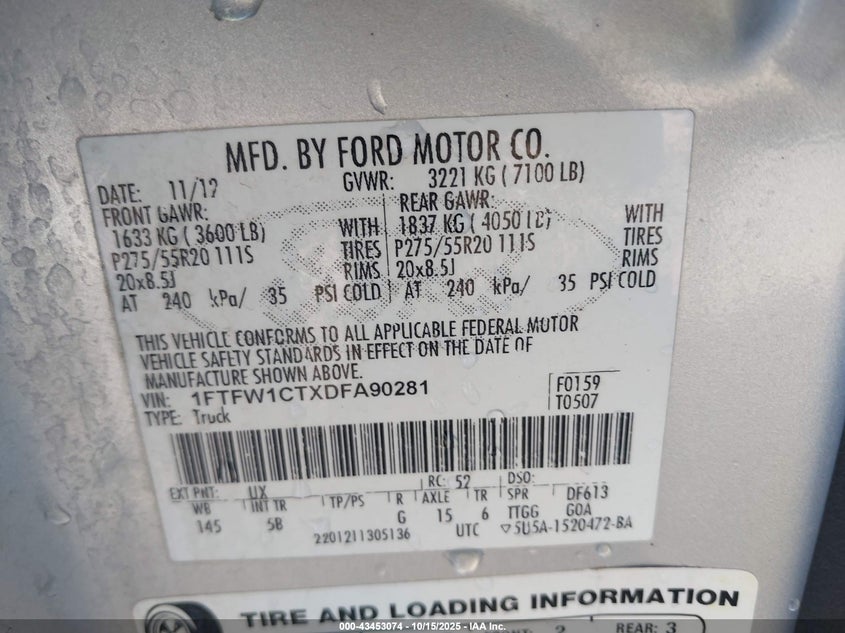 MFD. BY FORD MOTOR CO.
DATE: 11/12 GVWR: 3221 KG ( 7100 LB)
FRONT GAWR: REAR GAWR:
1633 KG ( 3600 LB) WITH 1837 KG ( 4050 LB) WITH
P275/55R20 111S TIRES P275/55R20 111S TIRES
20x8.5J RIMS 20x8.5J RIMS
AT 240 kPa/ 35 PSI COLD AT 240 kPa/ 35 PSI COLD
THIS VEHICLE CONFORMS TO ALL APPLICABLE FEDERAL MOTOR
VEHICLE SAFETY STANDARDS IN EFFECT ON THE DATE OF
MANUFACTURE SHOWN ABOVE.
VIN: 1FTFW1CTXDFA90281 F0159
TYPE: Truck T0507
EXT PNT: UX RC: 52 DSO:
WB INT TR TP/PS R AXLE TR SPR DF613
145 5B G 15 6 TTGG GOA
2201211305136 UTC ▽5U5A-1520472-BA
TIRE AND LOADING INFORMATION
2 REAR: 3
000-43453074 | 10/15/2025 | IAA Inc.